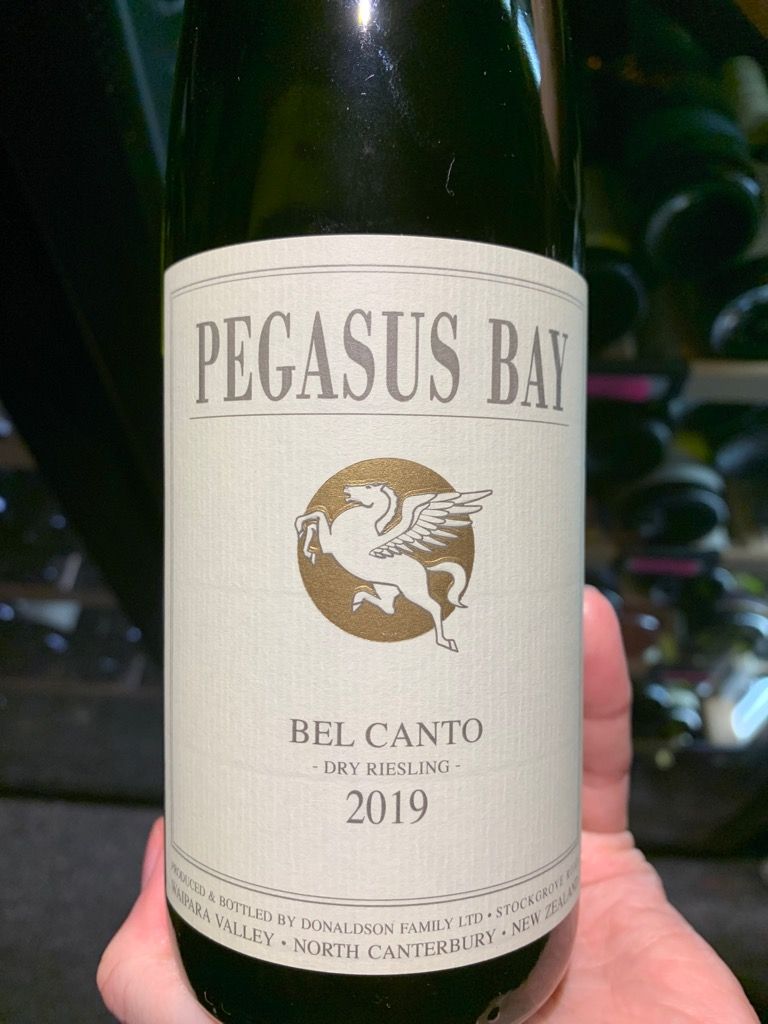 PEGASUS BAY
BEL CANTO
- DRY RIESLING -
2019
PRODUCED & BOTTLED BY DONALDSON FAMILY LTD • STOCKGROVE
WAIPARA VALLEY • NORTH CANTERBURY • NEW ZEALAND